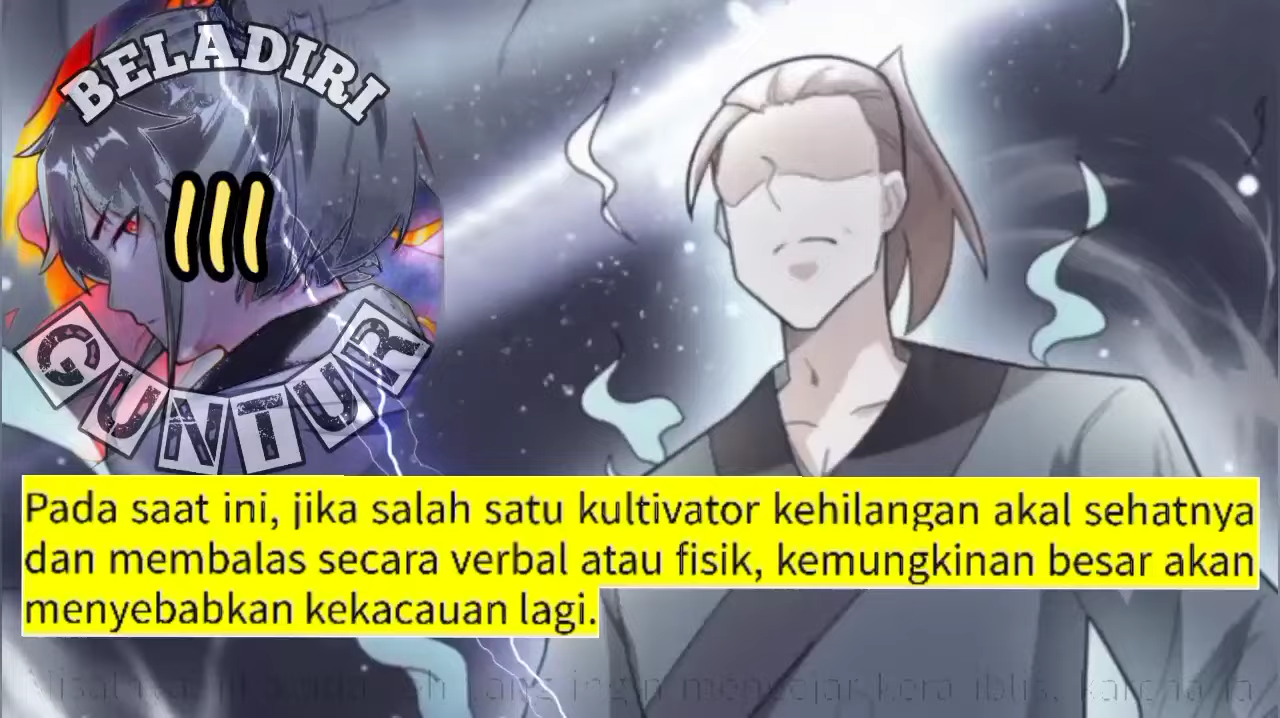 BELADIRI
GUNTUR
Pada saat ini, jika salah satu kultivator kehilangan akal sehatnya
dan membalas secara verbal atau fisik, kemungkinan besar akan
menyebabkan kekacauan lagi.